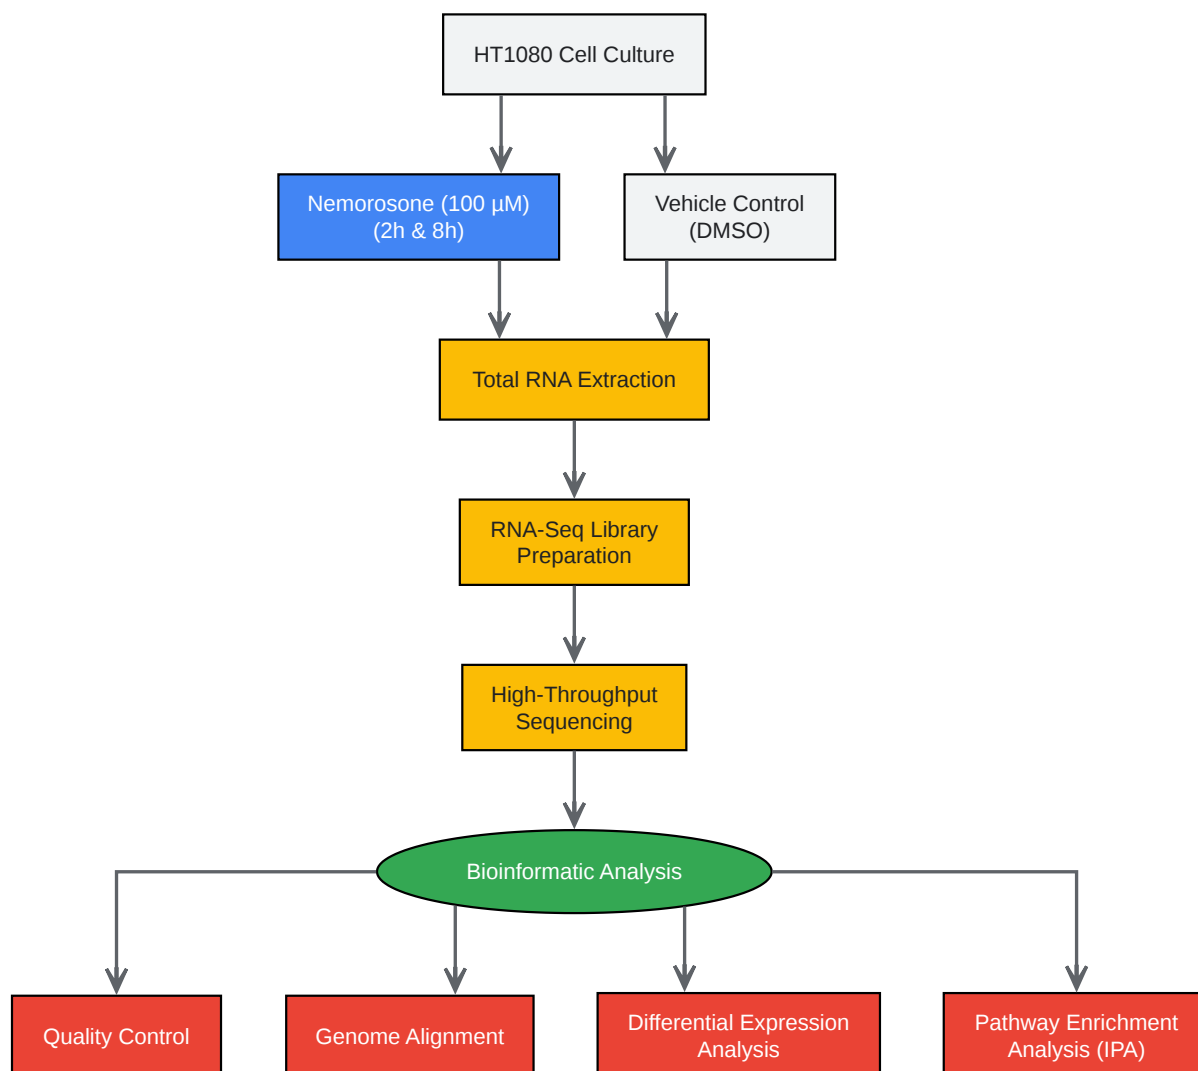 HT1080 Cell Culture
Nemorosone (100 µM)
(2h & 8h)
Vehicle Control
(DMSO)
Total RNA Extraction
RNA-Seq Library
Preparation
High-Throughput
Sequencing
Bioinformatic Analysis
Quality Control
Genome Alignment
Differential Expression
Analysis
Pathway Enrichment
Analysis (IPA)